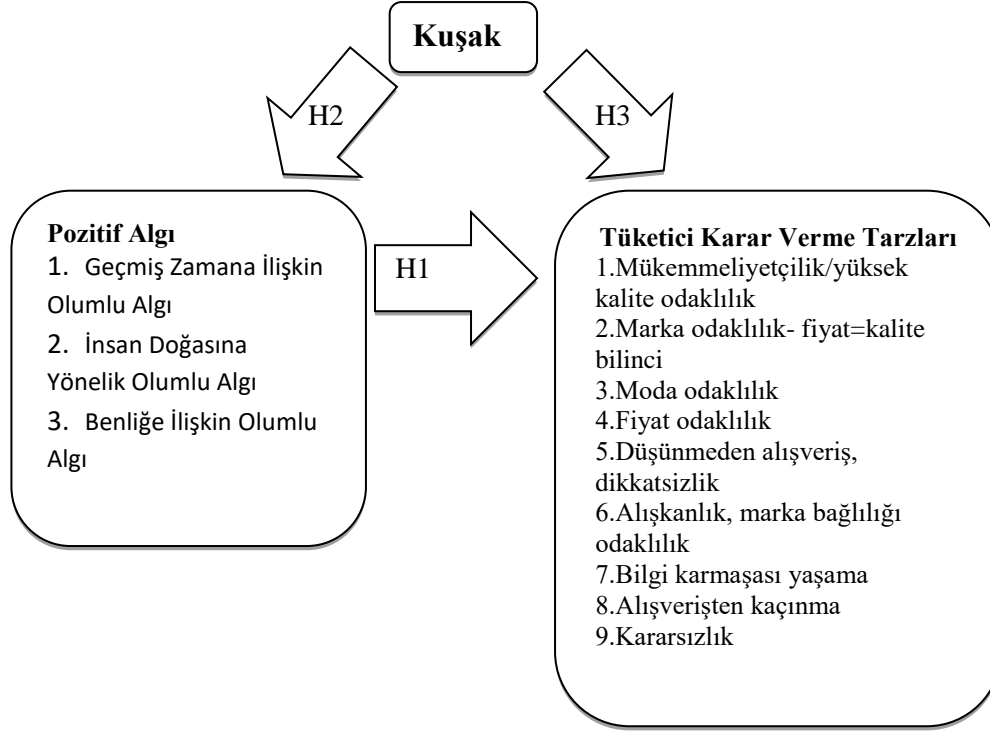 Kuşak
H2
H3
Pozitif Algı
1. Geçmiş Zamana İlişkin
Olumlu Algı
2. İnsan Doğasına
Yönelik Olumlu Algı
3. Benliğe İlişkin Olumlu
Algı
H1
Tüketici Karar Verme Tarzları
1.Mükemmeliyetçilik/yüksek
kalite odaklılık
2.Marka odaklılık- fiyat=kalite
bilinci
3.Moda odaklılık
4.Fiyat odaklılık
5.Düşünmeden alışveriş,
dikkatsizlik
6.Alışkanlık, marka bağlılığı
odaklılık
7.Bilgi karmaşası yaşama
8.Alışverişten kaçınma
9.Kararsızlık